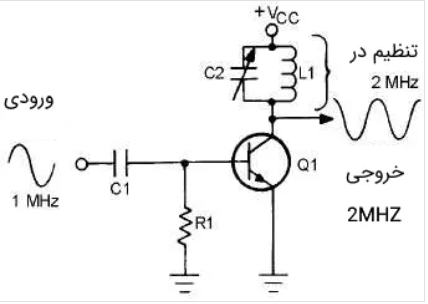 +VCC
تنظیم در
2 MHz
C2
L1
ورودی
1 MHz
C1
Q1
خروجی
2MHZ
R1